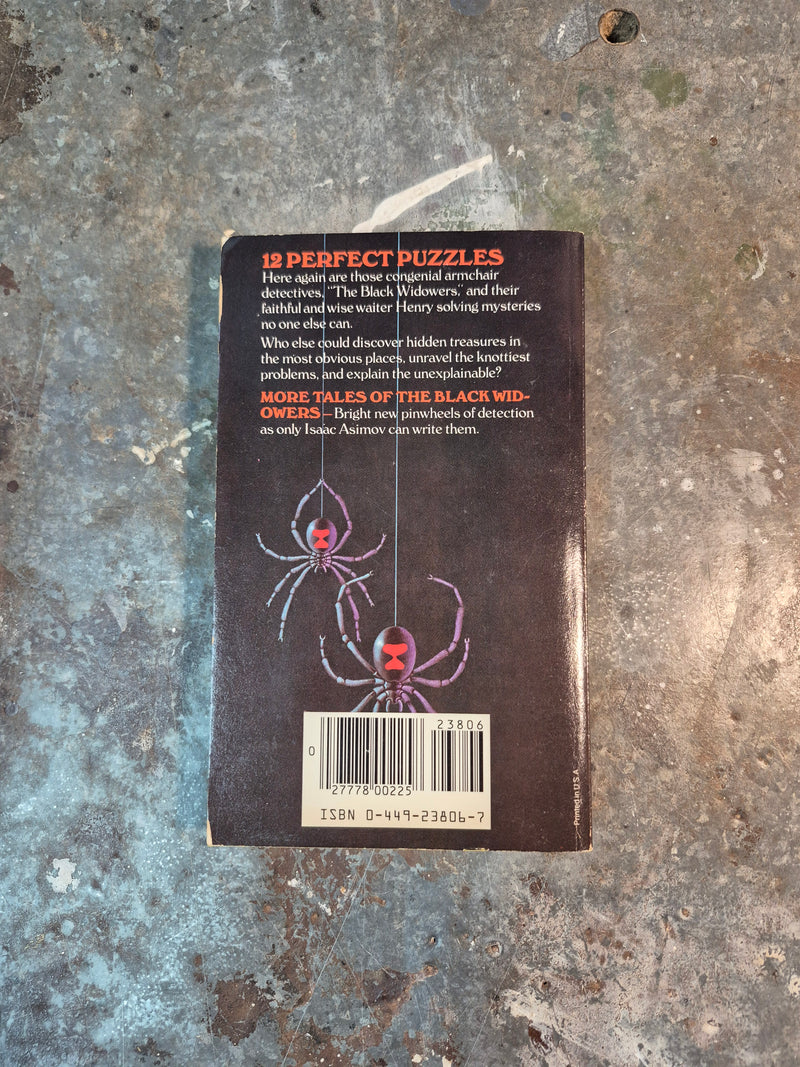 12 PERFECT PUZZLES
Here again are those congenial armchair
detectives, "The Black Widowers," and their
faithful and wise waiter Henry solving mysteries
no one else can.
Who else could discover hidden treasures in
the most obvious places, unravel the knottiest
problems, and explain the unexplainable?
MORE TALES OF THE BLACK WID-
OWERS—Bright new pinwheels of detection
as only Isaac Asimov can write them.
23806
0
27778 00225
ISBN 0-449-23806-7
Printed in U.S.A.